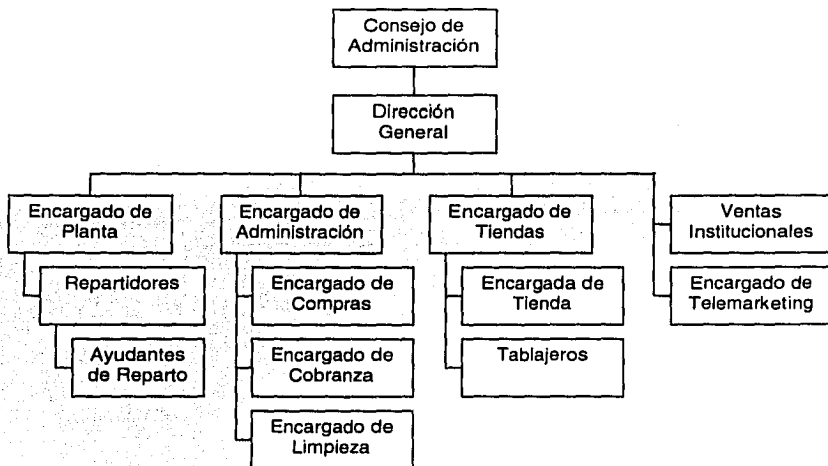 Consejo de
Administración
Dirección
General
Encargado de
Planta
Encargado de
Administración
Encargado de
Tiendas
Ventas
Institucionales
Repartidores
Encargado de
Compras
Encargada de
Tienda
Encargado de
Telemarketing
Ayudantes
de Reparto
Encargado de
Cobranza
Tablajeros
Encargado de
Limpieza